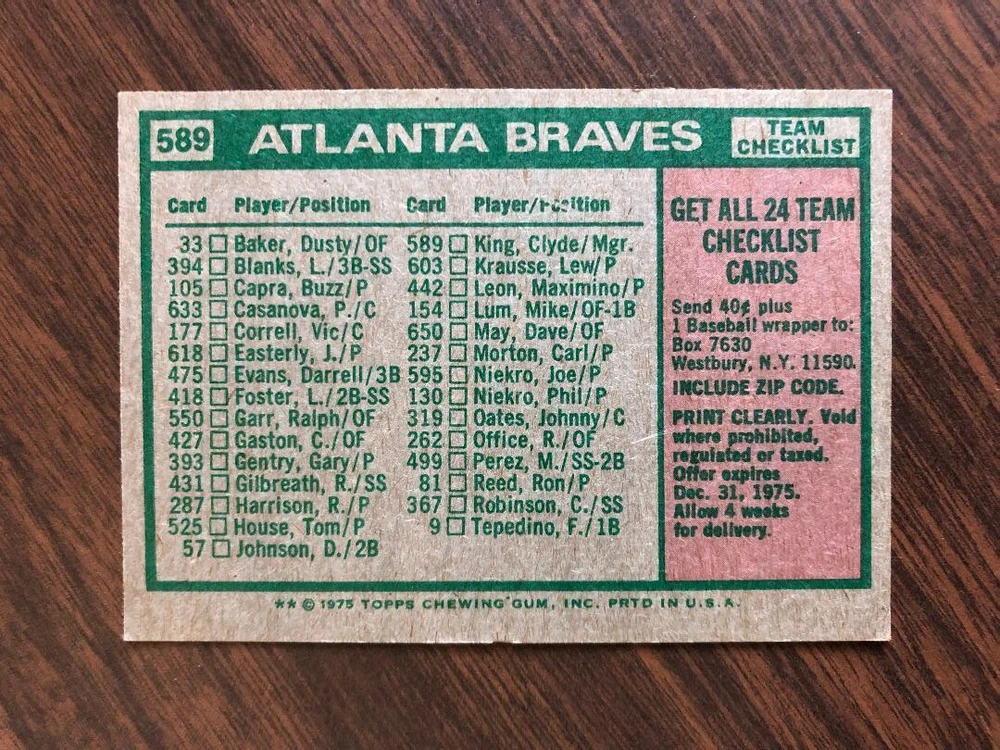 589 ATLANTA BRAVES TEAM CHECKLIST
Card Player/Position Card Player/Position
33 Baker, Dusty/OF 589 King, Clyde/Mgr.
394 Blanks, L./3B-SS 603 Krausse, Lew/P
105 Capra, Buzz/P 442 Leon, Maximino/P
633 Casanova, P./C 154 Lum, Mike/OF-1B
177 Correll, Vic/C 650 May, Dave/OF
618 Easterly, J./P 237 Morton, Carl/P
475 Evans, Darrell/3B 595 Niekro, Joe/P
418 Foster, L./2B-SS 130 Niekro, Phil/P
550 Garr, Ralph/OF 319 Oates, Johnny/C
427 Gaston, C./OF 262 Office, R./OF
393 Gentry, Gary/P 499 Perez, M./SS-2B
431 Gilbreath, R./SS 81 Reed, Ron/P
287 Harrison, R./P 367 Robinson, C./SS
525 House, Tom/P 9 Tepedino, F./1B
57 Johnson, D./2B
GET ALL 24 TEAM
CHECKLIST
CARDS
Send 40¢ plus
1 Baseball wrapper to:
Box 7630
Westbury, N.Y. 11590.
INCLUDE ZIP CODE.
PRINT CLEARLY. Void
where prohibited,
regulated or taxed.
Offer expires
Dec. 31, 1975.
Allow 4 weeks
for delivery.
** © 1975 TOPPS CHEWING GUM, INC. PRTD IN U.S.A.